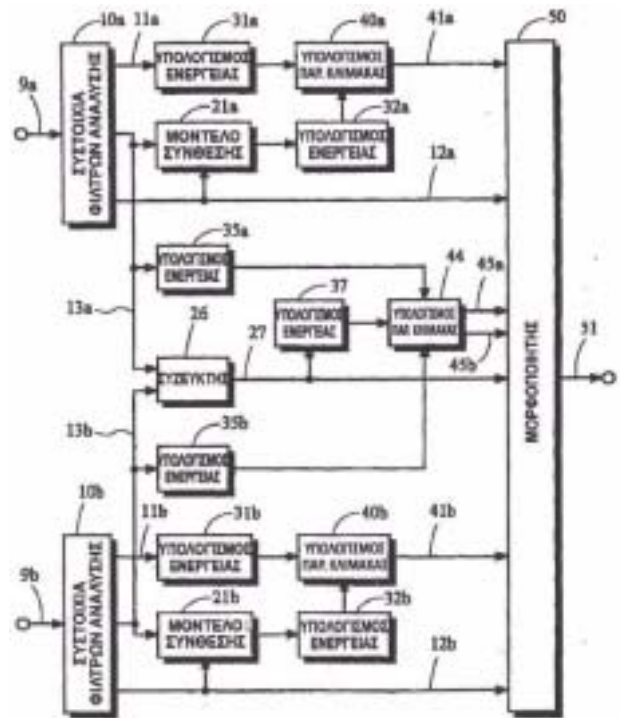 10a
11a
31a
40a
41a
50
9a
ΣΥΣΤΟΙΧΙΑ
ΦΙΛΤΡΩΝ ΑΝΑΛΥΣΗΣ
ΥΠΟΛΟΓΙΣΜΟΣ
ΕΝΕΡΓΕΙΑΣ
ΥΠΟΛΟΓΙΣΜΟΣ
ΠΑΡ. ΚΛΙΜΑΚΑΣ
21a
32a
ΜΟΝΤΕΛΟ
ΣΥΝΘΕΣΗΣ
ΥΠΟΛΟΓΙΣΜΟΣ
ΕΝΕΡΓΕΙΑΣ
12a
35a
ΥΠΟΛΟΓΙΣΜΟΣ
ΕΝΕΡΓΕΙΑΣ
13a
26
27
37
44
45a
ΥΠΟΛΟΓΙΣΜΟΣ
ΕΝΕΡΓΕΙΑΣ
ΥΠΟΛΟΓΙΣΜΟΣ
ΠΑΡ. ΚΛΙΜΑΚΑΣ
45b
ΣΥΖΕΥΚΤΗΣ
ΜΟΡΦΟΠΟΙΗΤΗΣ
51
13b
35b
ΥΠΟΛΟΓΙΣΜΟΣ
ΕΝΕΡΓΕΙΑΣ
10b
11b
31b
40b
41b
9b
ΣΥΣΤΟΙΧΙΑ
ΦΙΛΤΡΩΝ ΑΝΑΛΥΣΗΣ
ΥΠΟΛΟΓΙΣΜΟΣ
ΕΝΕΡΓΕΙΑΣ
ΥΠΟΛΟΓΙΣΜΟΣ
ΠΑΡ. ΚΛΙΜΑΚΑΣ
21b
32b
ΜΟΝΤΕΛΟ
ΣΥΝΘΕΣΗΣ
ΥΠΟΛΟΓΙΣΜΟΣ
ΕΝΕΡΓΕΙΑΣ
12b